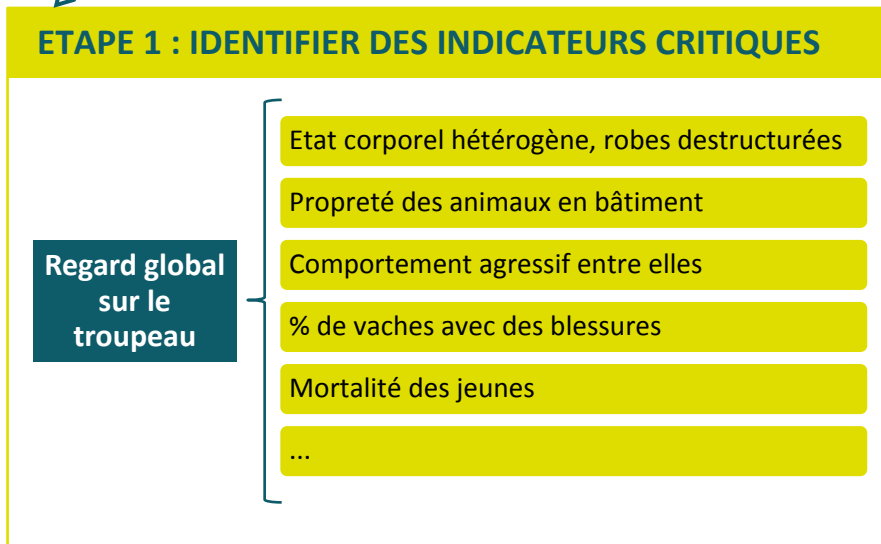 ETAPE 1 : IDENTIFIER DES INDICATEURS CRITIQUES
Regard global
sur le
troupeau
Etat corporel hétérogène, robes destructurées
Propreté des animaux en bâtiment
Comportement agressif entre elles
% de vaches avec des blessures
Mortalité des jeunes
...